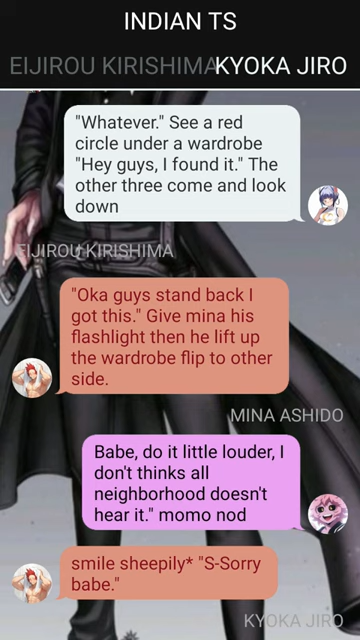 INDIAN TS
EIJIROU KIRISHIMA KYOKA JIRO
"Whatever." See a red
circle under a wardrobe
"Hey guys, I found it." The
other three come and look
down
EIJIROU KIRISHIMA
"Oka guys stand back I
got this." Give mina his
flashlight then he lift up
the wardrobe flip to other
side.
MINA ASHIDO
Babe, do it little louder, I
don't thinks all
neighborhood doesn't
hear it." momo nod
smile sheepily* "S-Sorry
babe."
KYOKA JIRO